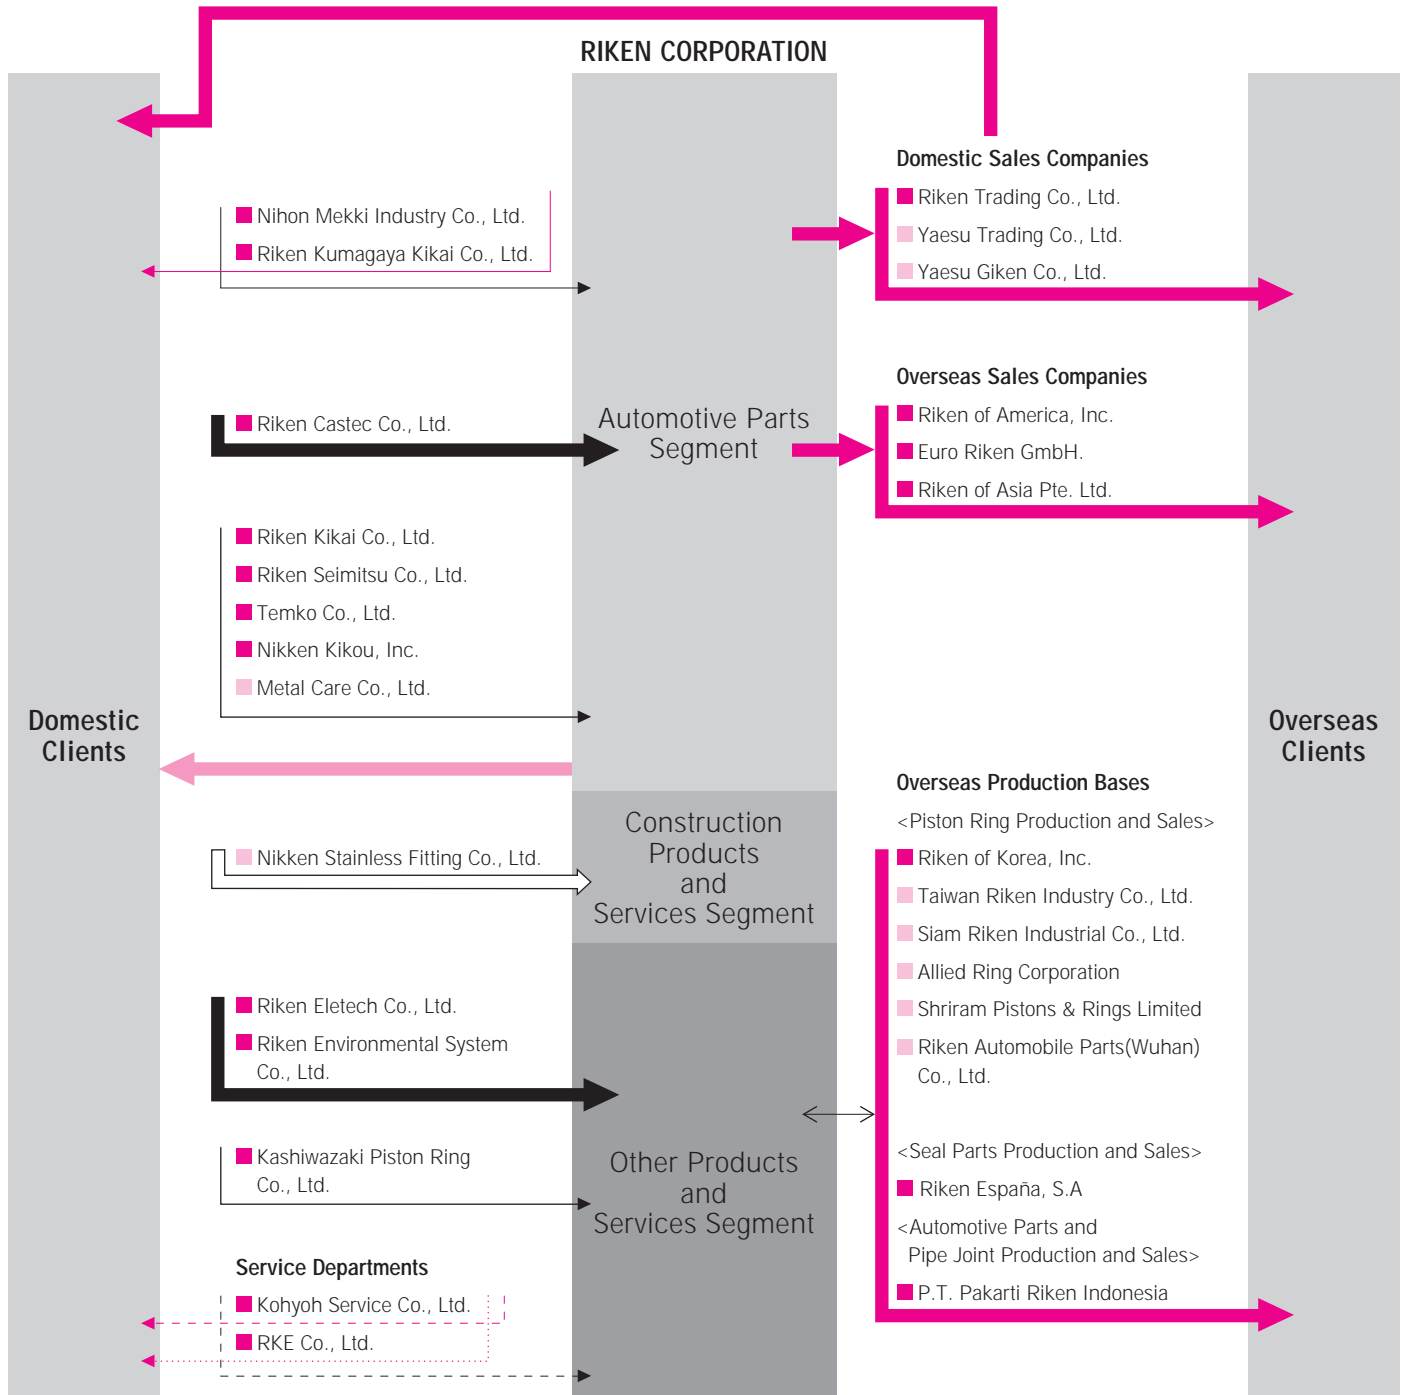 RIKEN CORPORATION
Domestic
Clients
Nihon Mekki Industry Co., Ltd.
Riken Kumagaya Kikai Co., Ltd.
Riken Castec Co., Ltd.
Riken Kikai Co., Ltd.
Riken Seimitsu Co., Ltd.
Temko Co., Ltd.
Nikken Kikou, Inc.
Metal Care Co., Ltd.
Nikken Stainless Fitting Co., Ltd.
Riken Eletech Co., Ltd.
Riken Environmental System
Co., Ltd.
Kashiwazaki Piston Ring
Co., Ltd.
Service Departments
Kohyoh Service Co., Ltd.
RKE Co., Ltd.
Automotive Parts
Segment
Construction
Products
and
Services Segment
Other Products
and
Services Segment
Domestic Sales Companies
Riken Trading Co., Ltd.
Yaesu Trading Co., Ltd.
Yaesu Giken Co., Ltd.
Overseas Sales Companies
Riken of America, Inc.
Euro Riken GmbH.
Riken of Asia Pte. Ltd.
Overseas Production Bases
<Piston Ring Production and Sales>
Riken of Korea, Inc.
Taiwan Riken Industry Co., Ltd.
Siam Riken Industrial Co., Ltd.
Allied Ring Corporation
Shriram Pistons & Rings Limited
Riken Automobile Parts(Wuhan)
Co., Ltd.
<Seal Parts Production and Sales>
Riken España, S.A
<Automotive Parts and
Pipe Joint Production and Sales>
P.T. Pakarti Riken Indonesia
Overseas
Clients